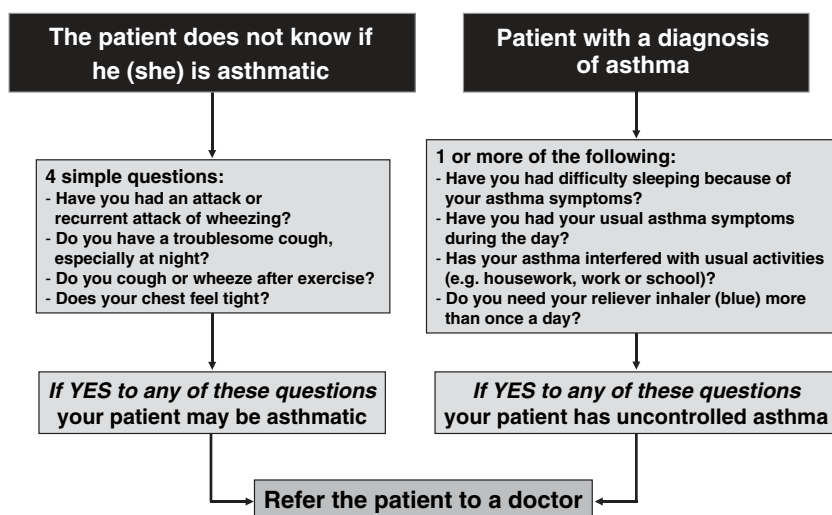 The patient does not know if
he (she) is asthmatic
4 simple questions:
- Have you had an attack or
recurrent attack of wheezing?
- Do you have a troublesome cough,
especially at night?
- Do you cough or wheeze after exercise?
- Does your chest feel tight?
If YES to any of these questions
your patient may be asthmatic
Patient with a diagnosis
of asthma
1 or more of the following:
- Have you had difficulty sleeping because of
your asthma symptoms?
- Have you had your usual asthma symptoms
during the day?
- Has your asthma interfered with usual activities
(e.g. housework, work or school)?
- Do you need your reliever inhaler (blue) more
than once a day?
If YES to any of these questions
your patient has uncontrolled asthma
Refer the patient to a doctor